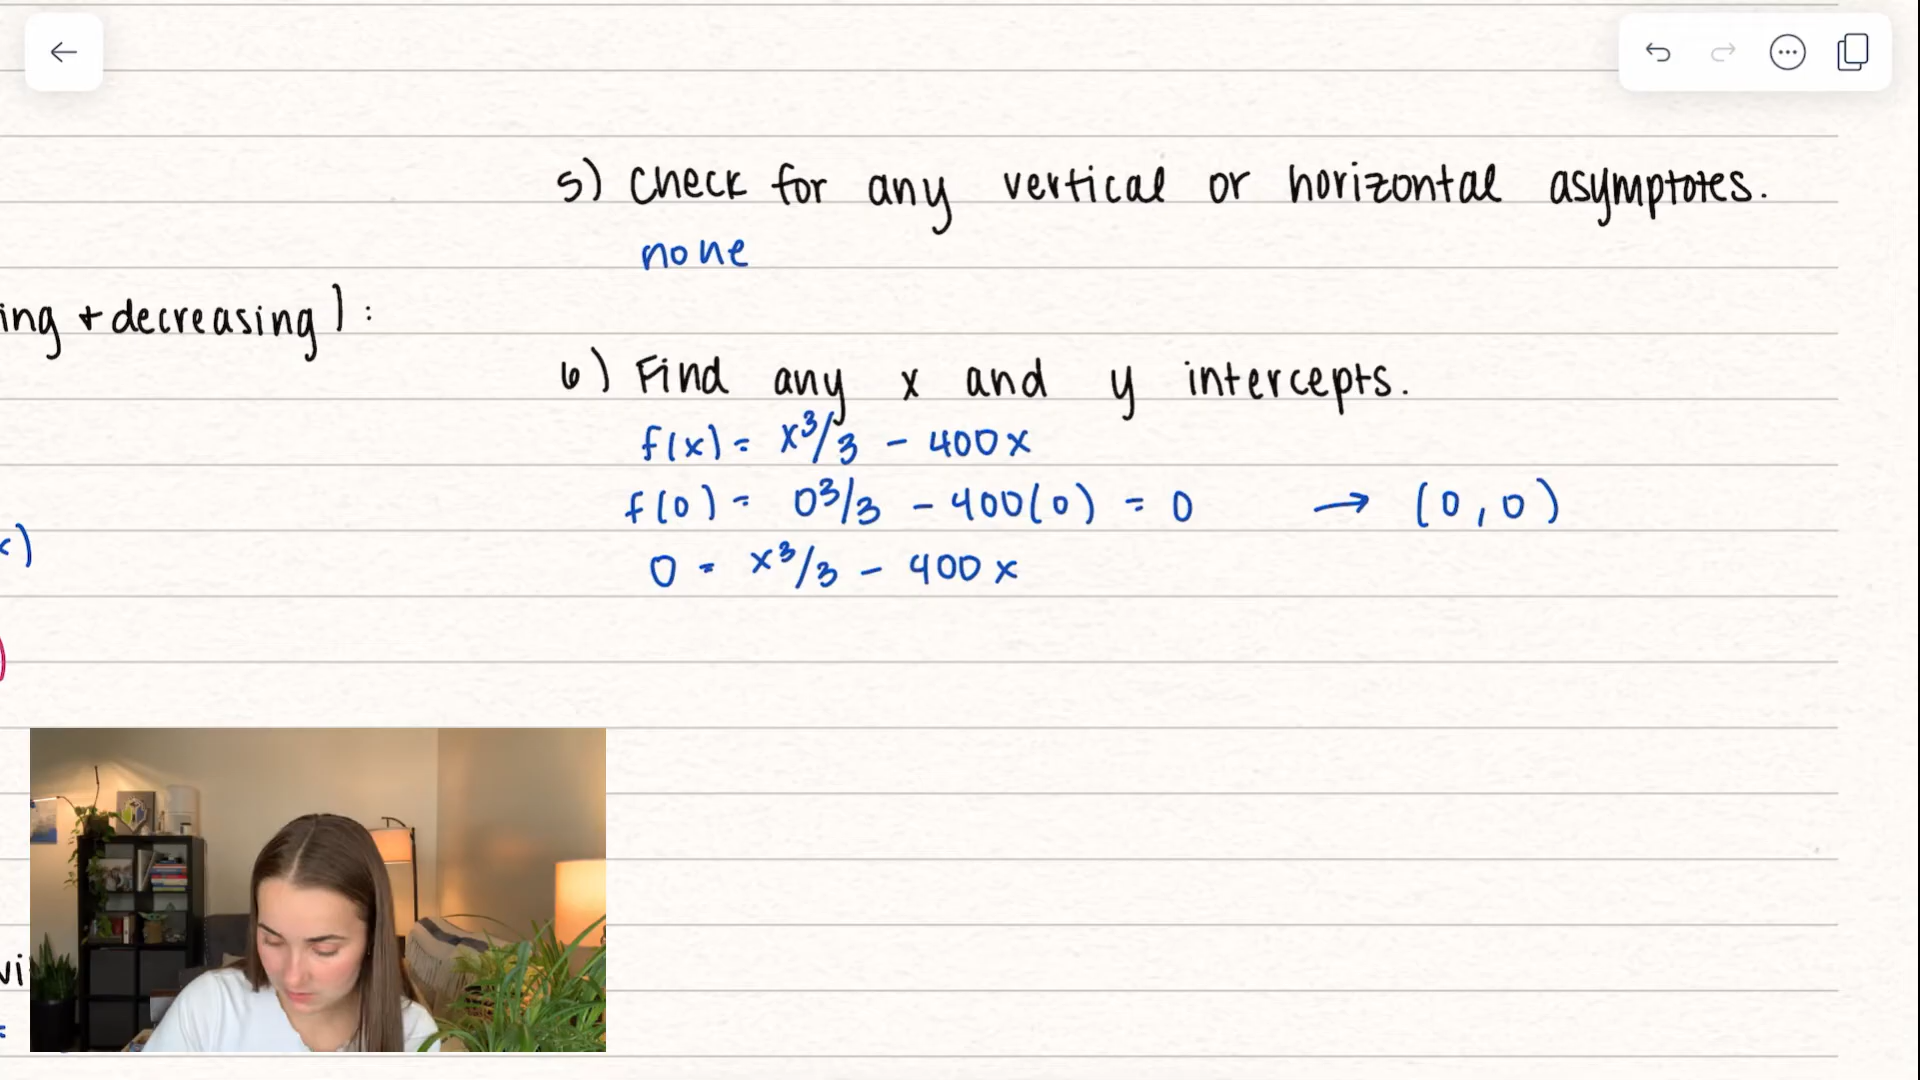 5) Check for any vertical or horizontal asymptotes.
none
ing + decreasing):
6) Find any x and y intercepts.
f(x) = x³/3 - 400x
f(0) = 0³/3 - 400(0) = 0 → (0,0)
0 = x³/3 - 400x